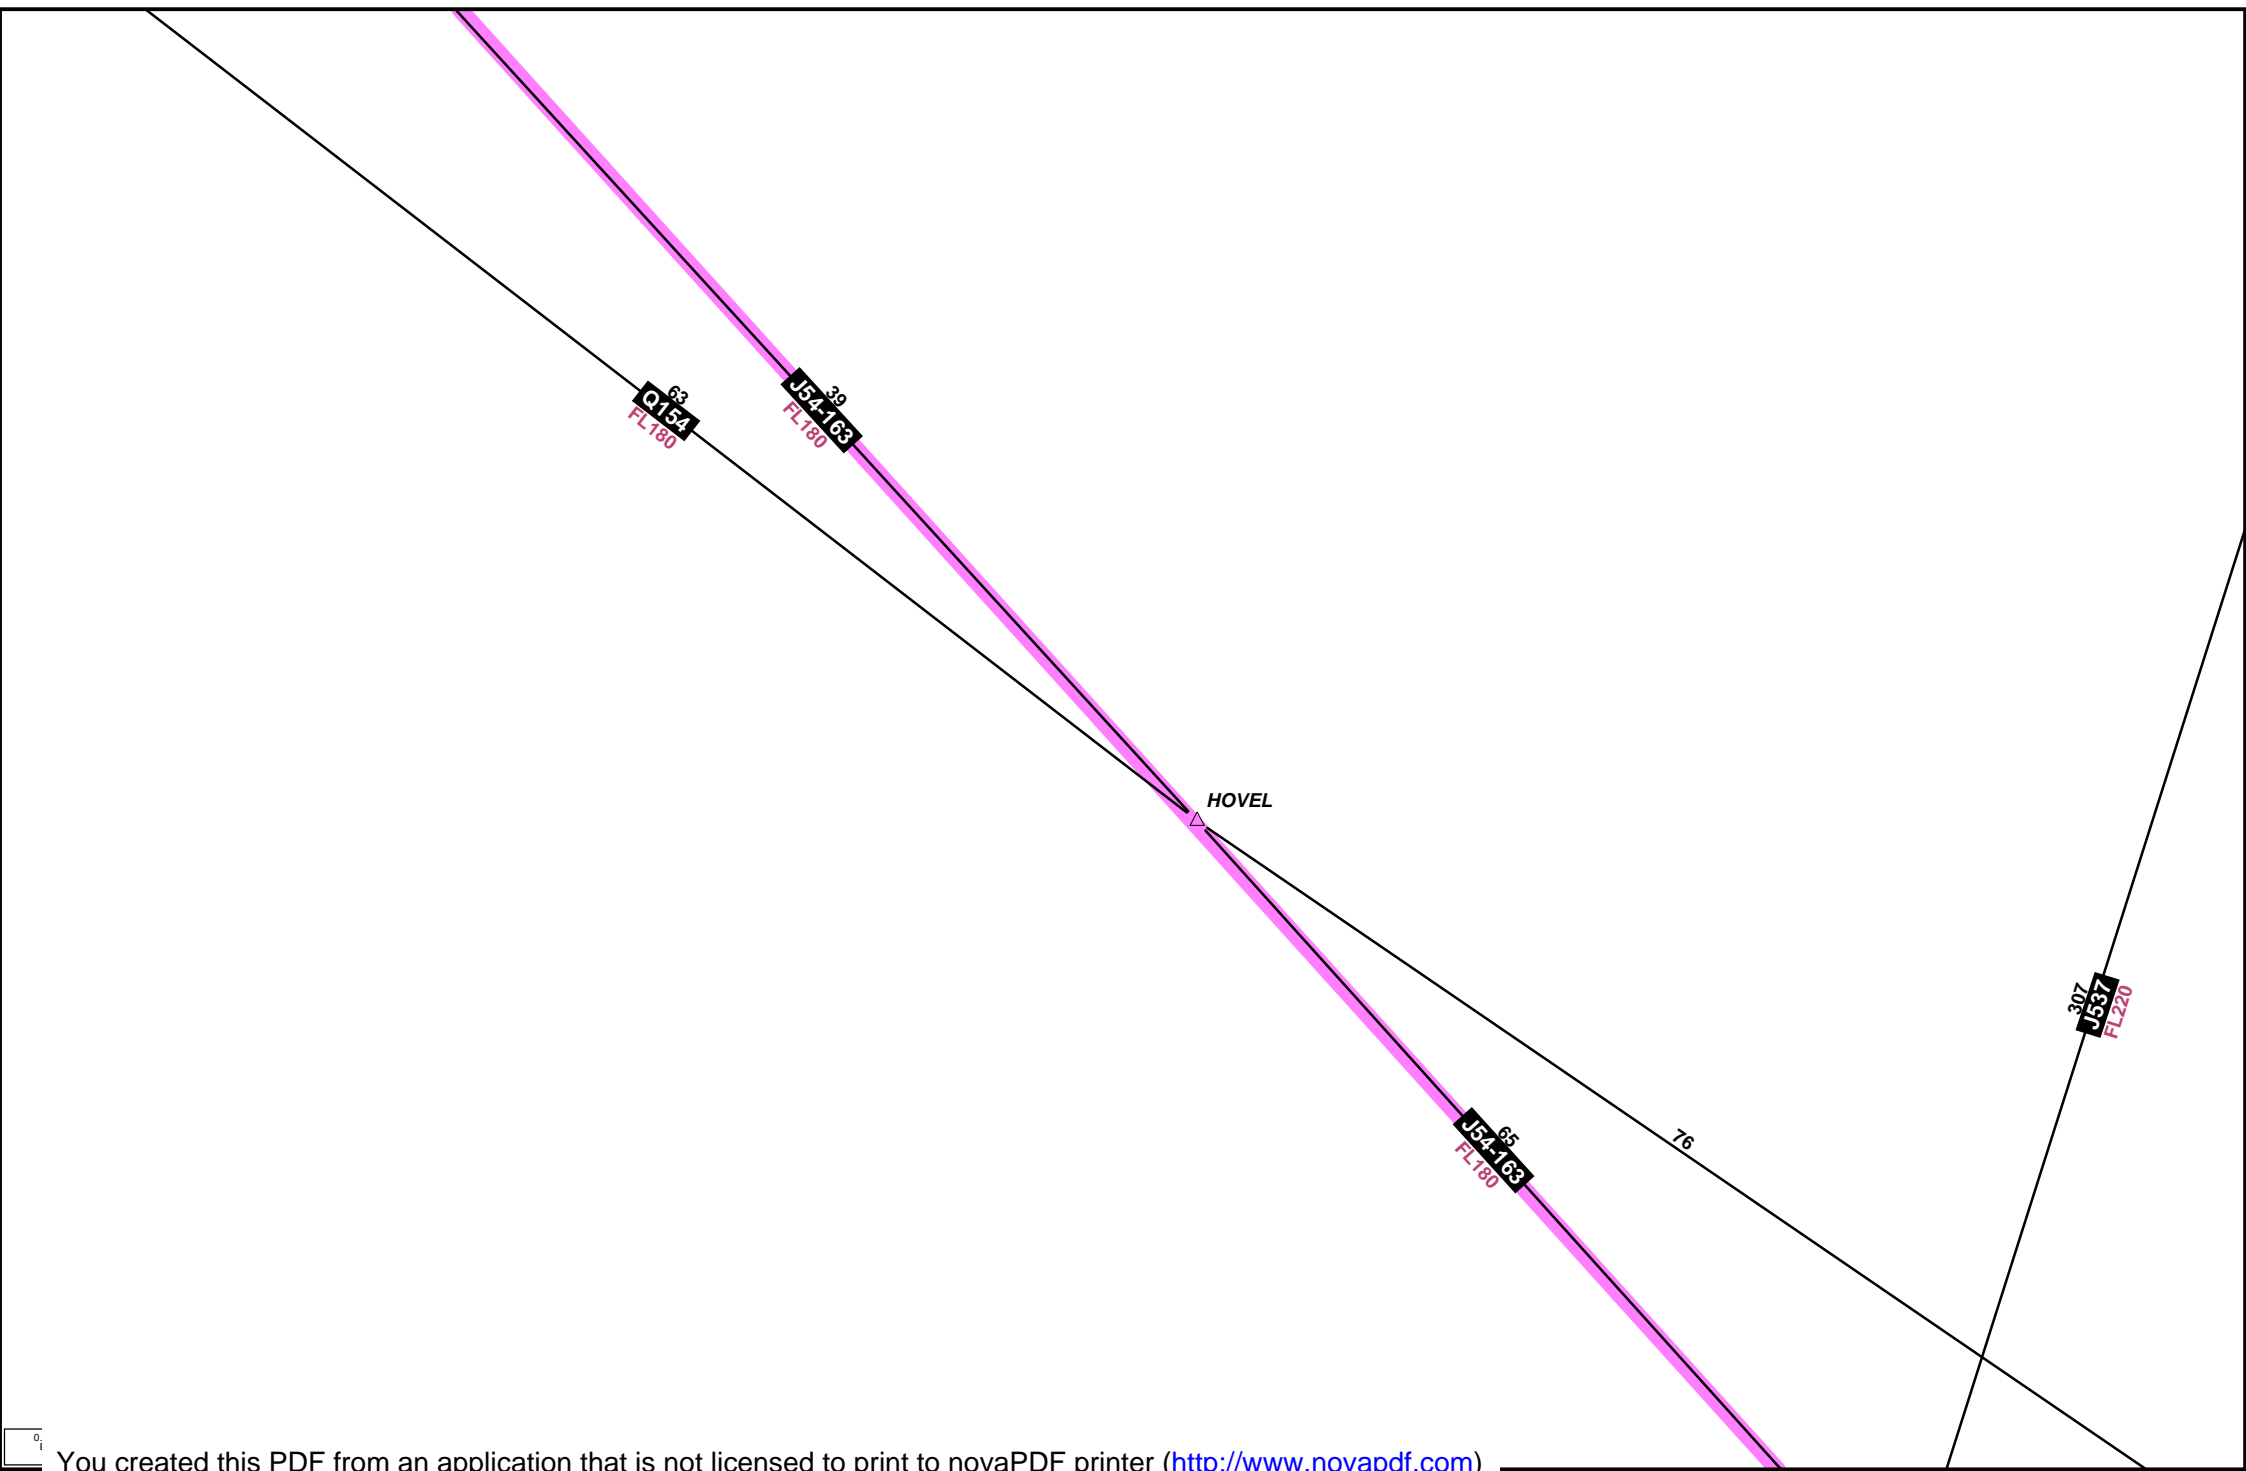 63
Q154
FL180
39
J54-163
FL180
HOVEL
307
J537
FL220
65
J54-163
FL180
76
You created this PDF from an application that is not licensed to print to novaPDF printer (http://www.novapdf.com)